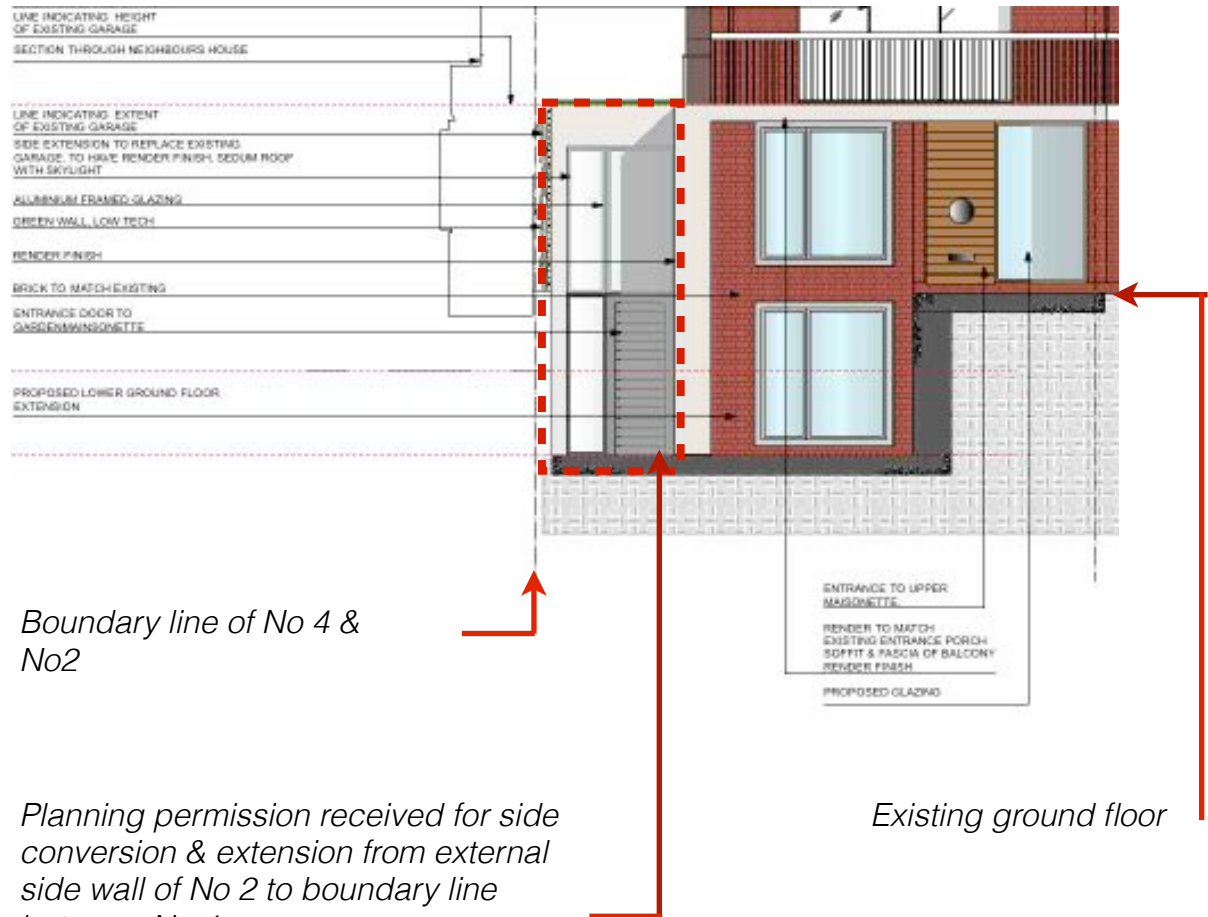 LINE INDICATING HEIGHT
OF EXISTING GARAGE
SECTION THROUGH NEIGHBOURS HOUSE
LINE INDICATING EXTENT
OF EXISTING GARAGE
SIDE EXTENSION TO REPLACE EXISTING
GARAGE. TO HAVE RENDER FINISH, SEDUM ROOF
WITH SKYLIGHT
ALUMINIUM FRAMED GLAZING
GREEN WALL, LOW TECH
RENDER FINISH
BRICK TO MATCH EXISTING
ENTRANCE DOOR TO
GARDENMAINSONETTE
PROPOSED LOWER GROUND FLOOR
EXTENSION
ENTRANCE TO UPPER
MAISONETTE.
RENDER TO MATCH
EXISTING ENTRANCE PORCH
SOFFIT & FASCIA OF BALCONY
RENDER FINISH
PROPOSED GLAZING
Boundary line of No 4 &
No2
Existing ground floor
Planning permission received for side
conversion & extension from external
side wall of No 2 to boundary line